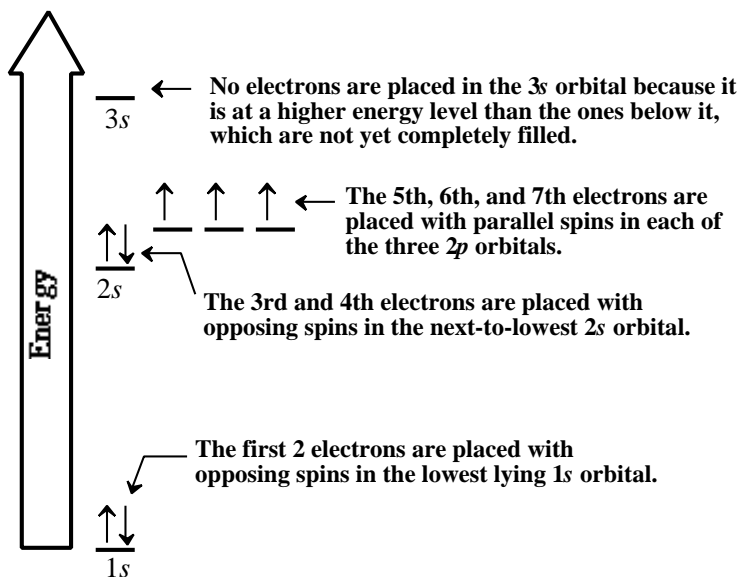 No electrons are placed in the 3s orbital because it
is at a higher energy level than the ones below it,
which are not yet completely filled.
3s
The 5th, 6th, and 7th electrons are
placed with parallel spins in each of
the three 2p orbitals.
2s
The 3rd and 4th electrons are placed with
opposing spins in the next-to-lowest 2s orbital.
Energy
The first 2 electrons are placed with
opposing spins in the lowest lying 1s orbital.
1s